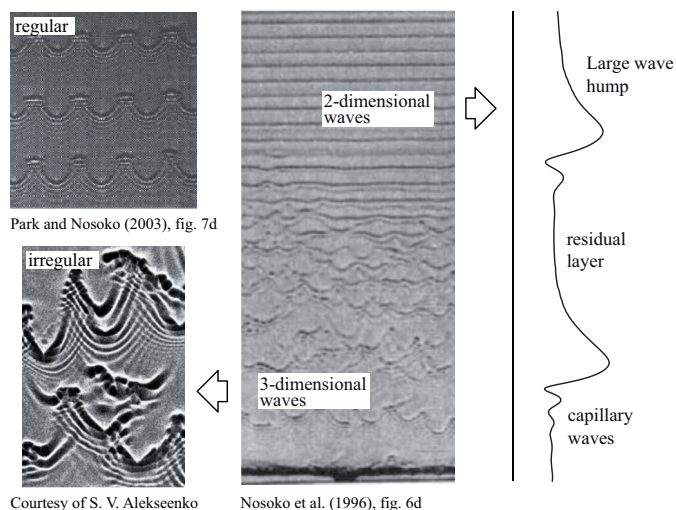 regular
Park and Nosoko (2003), fig. 7d
irregular
Courtesy of S. V. Alekseenko
2-dimensional
waves
3-dimensional
waves
Nosoko et al. (1996), fig. 6d
Large wave
hump
residual
layer
capillary
waves